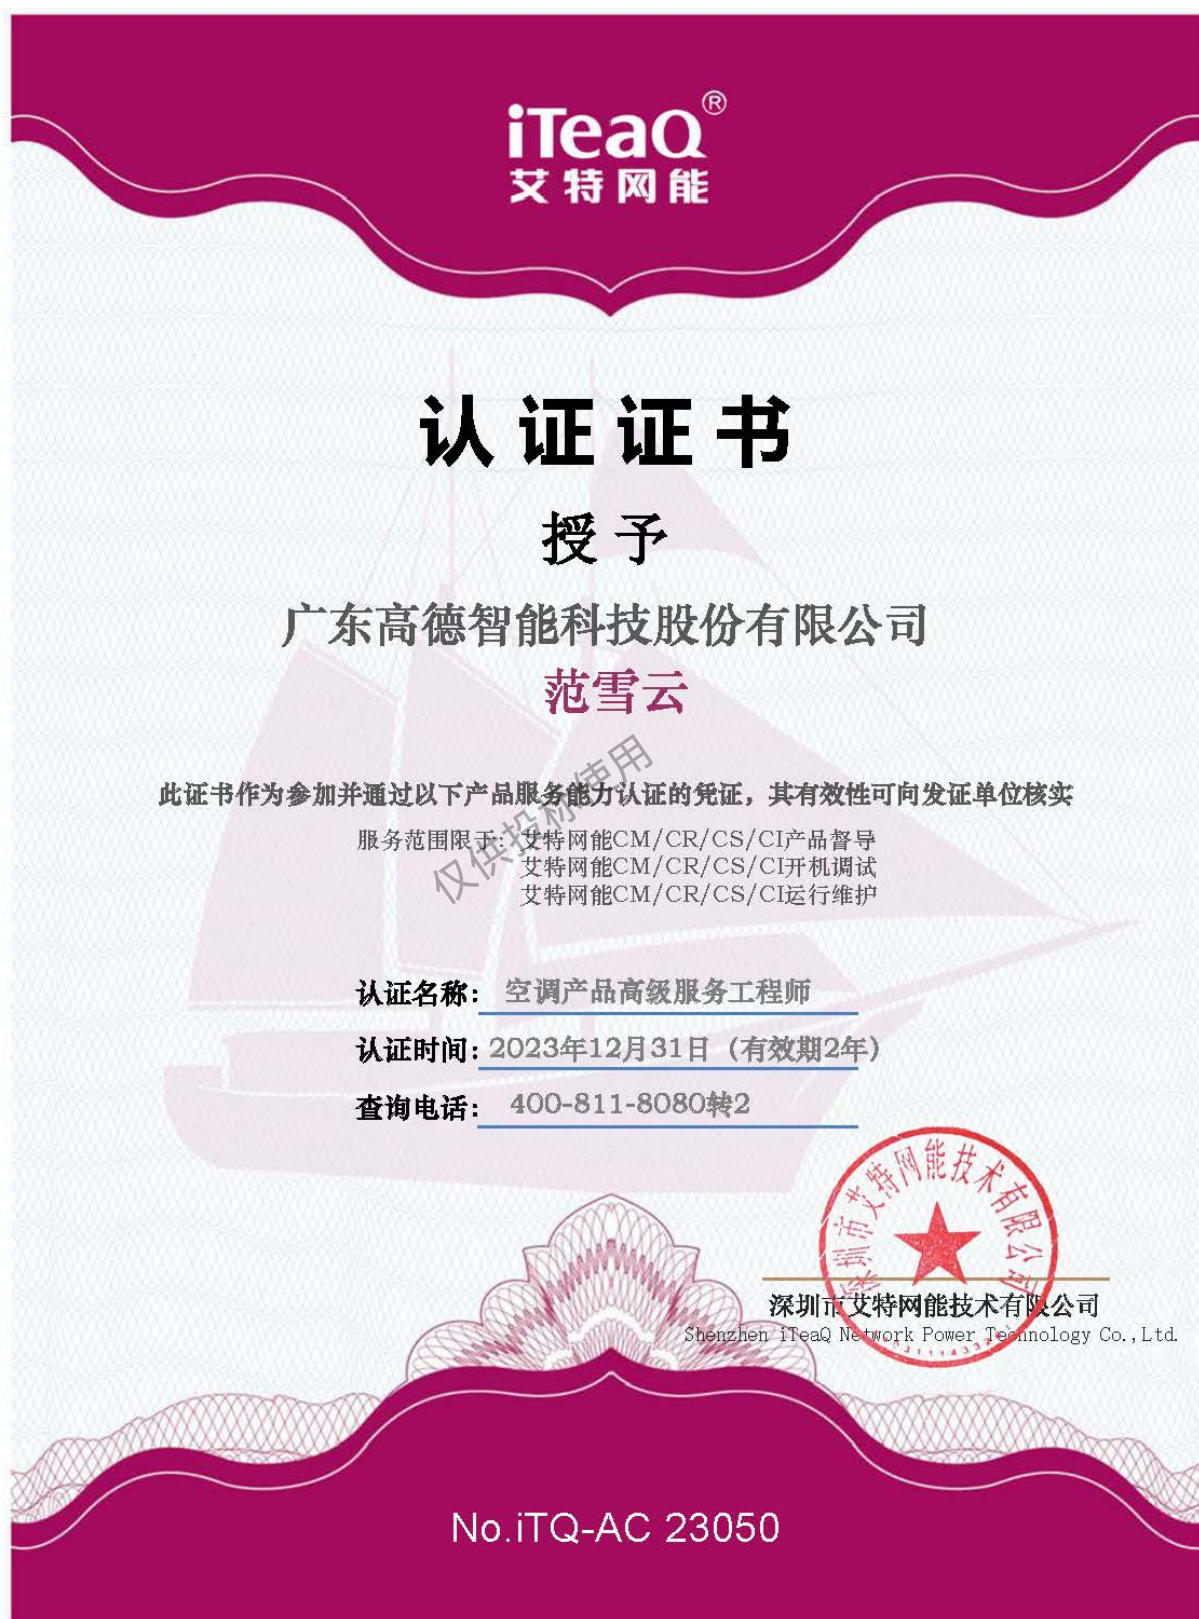 iTeaQ®
艾特网能
认证证书
授予
广东高德智能科技股份有限公司
范雪云
此证书作为参加并通过以下产品服务能力认证的凭证，其有效性可向发证单位核实
服务范围限于：艾特网能CM/CR/CS/CI产品督导
艾特网能CM/CR/CS/CI开机调试
艾特网能CM/CR/CS/CI运行维护
仅供投标使用
认证名称：空调产品高级服务工程师
认证时间：2023年12月31日（有效期2年）
查询电话：400-811-8080转2
深圳市艾特网能技术有限公司
深圳市艾特网能技术有限公司
Shenzhen iTeaQ Network Power Technology Co.,Ltd.
No.iTQ-AC 23050